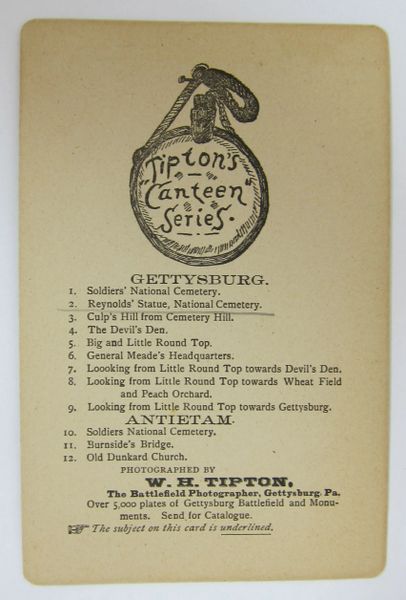 Tipton's
"Canteen"
Series.
GETTYSBURG.
1. Soldiers' National Cemetery.
2. Reynolds' Statue, National Cemetery.
3. Culp's Hill from Cemetery Hill.
4. The Devil's Den.
5. Big and Little Round Top.
6. General Meade's Headquarters.
7. Loooking from Little Round Top towards Devil's Den.
8. Looking from Little Round Top towards Wheat Field
and Peach Orchard.
9. Looking from Little Round Top towards Gettysburg.
ANTIETAM.
10. Soldiers National Cemetery.
11. Burnside's Bridge.
12. Old Dunkard Church.
PHOTOGRAPHED BY
W. H. TIPTON,
The Battlefield Photographer, Gettysburg. Pa.
Over 5,000 plates of Gettysburg Battlefield and Monu-
ments. Send for Catalogue.
The subject on this card is underlined.